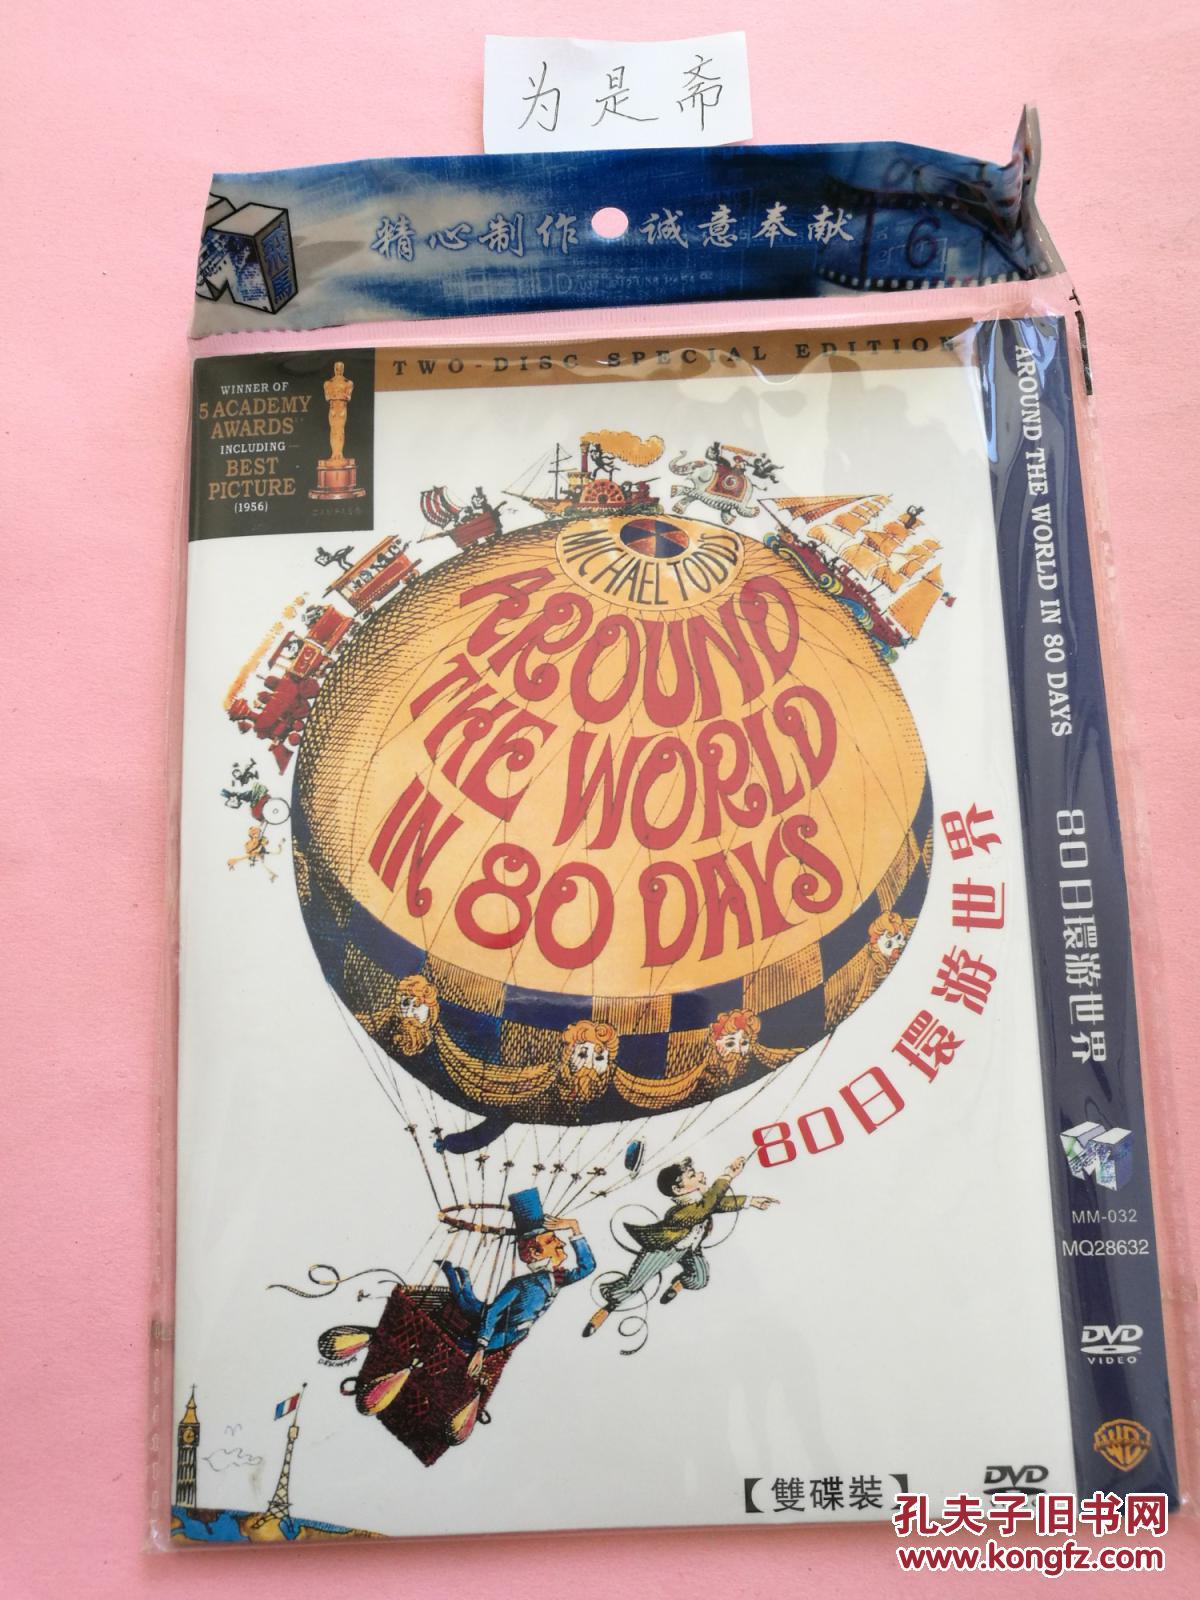 为是斋
精心制作 诚意奉献
6
TWO-DISC SPECIAL EDITION
WINNER OF
5 ACADEMY
AWARDS
INCLUDING
BEST
PICTURE
(1956)
MICHAEL TODD'S
AROUND
THE WORLD
IN 80 DAYS
80日環游世界
【雙碟裝】
DVD
AROUND THE WORLD IN 80 DAYS
80日環游世界
MM-032
MQ28632
DVD
VIDEO
WB
孔夫子旧书网
www.kongfz.com